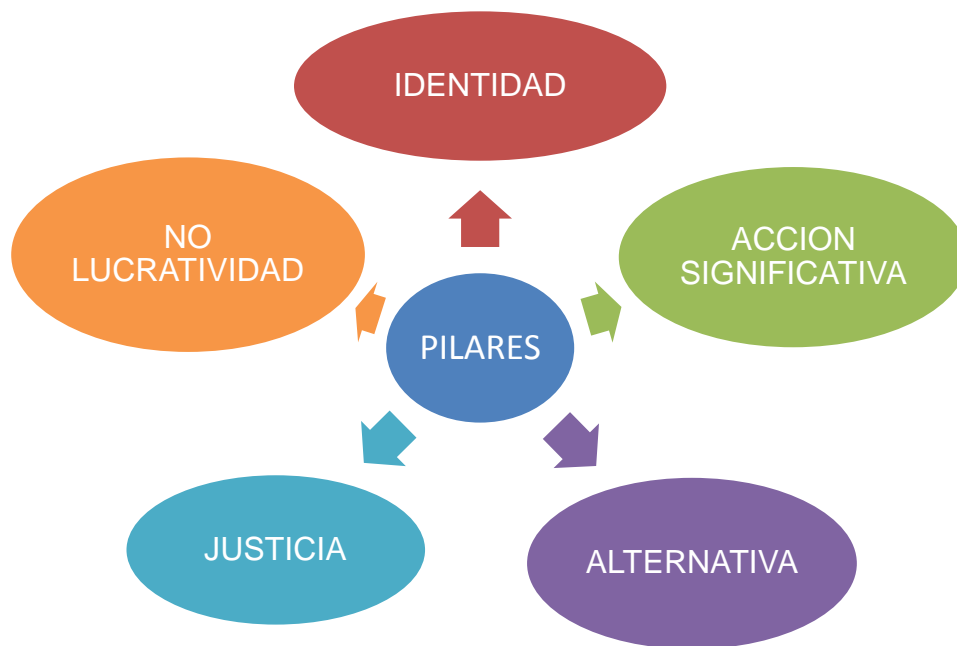 IDENTIDAD
NO
LUCRATIVIDAD
ACCION
SIGNIFICATIVA
PILARES
JUSTICIA
ALTERNATIVA